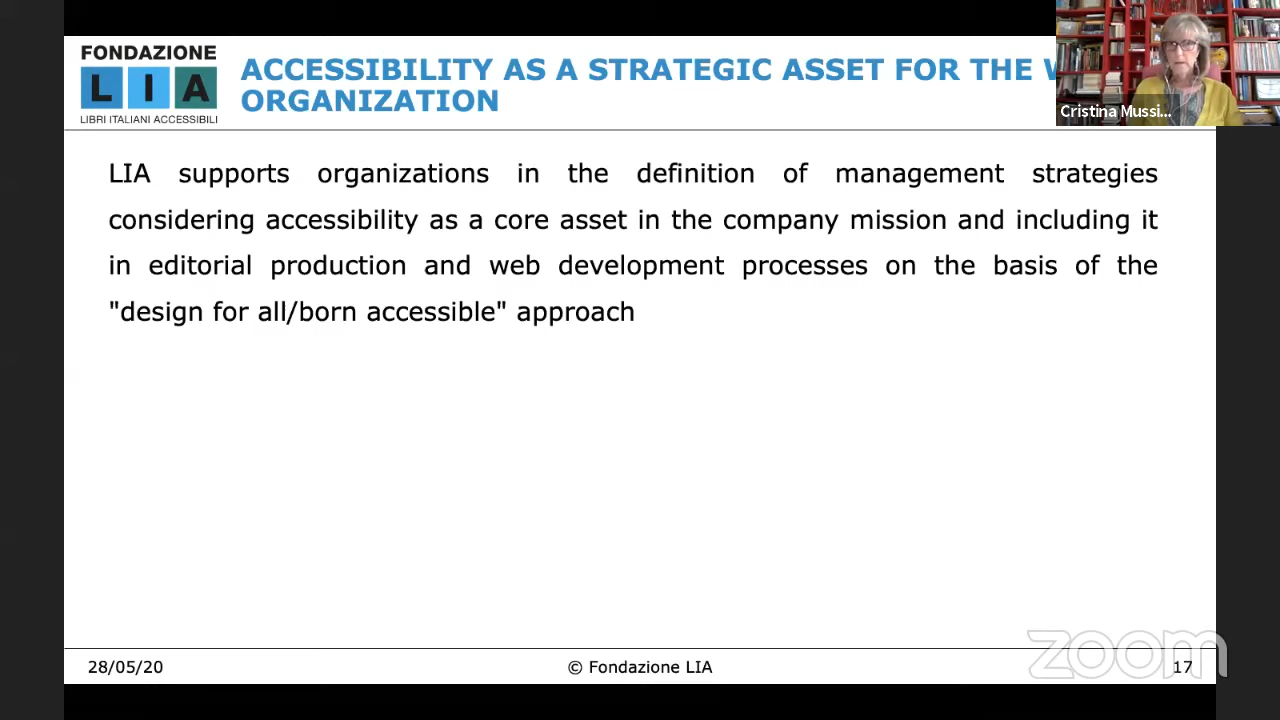 FONDAZIONE
LIA
LIBRI ITALIANI ACCESSIBILI
ACCESSIBILITY AS A STRATEGIC ASSET FOR THE
ORGANIZATION
Cristina Mussi...
LIA supports organizations in the definition of management strategies
considering accessibility as a core asset in the company mission and including it
in editorial production and web development processes on the basis of the
"design for all/born accessible" approach
28/05/20
© Fondazione LIA
17
zoom